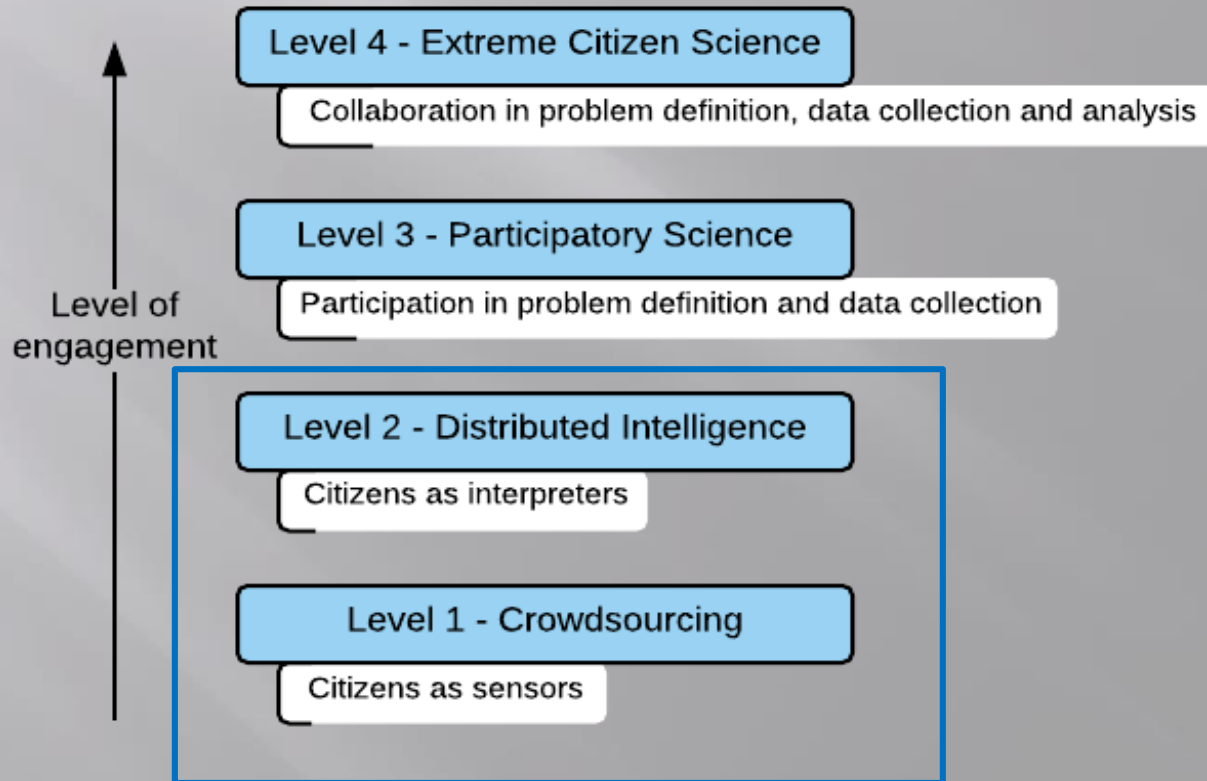 Level 4 - Extreme Citizen Science
Collaboration in problem definition, data collection and analysis
Level 3 - Participatory Science
Participation in problem definition and data collection
Level of
engagement
Level 2 - Distributed Intelligence
Citizens as interpreters
Level 1 - Crowdsourcing
Citizens as sensors